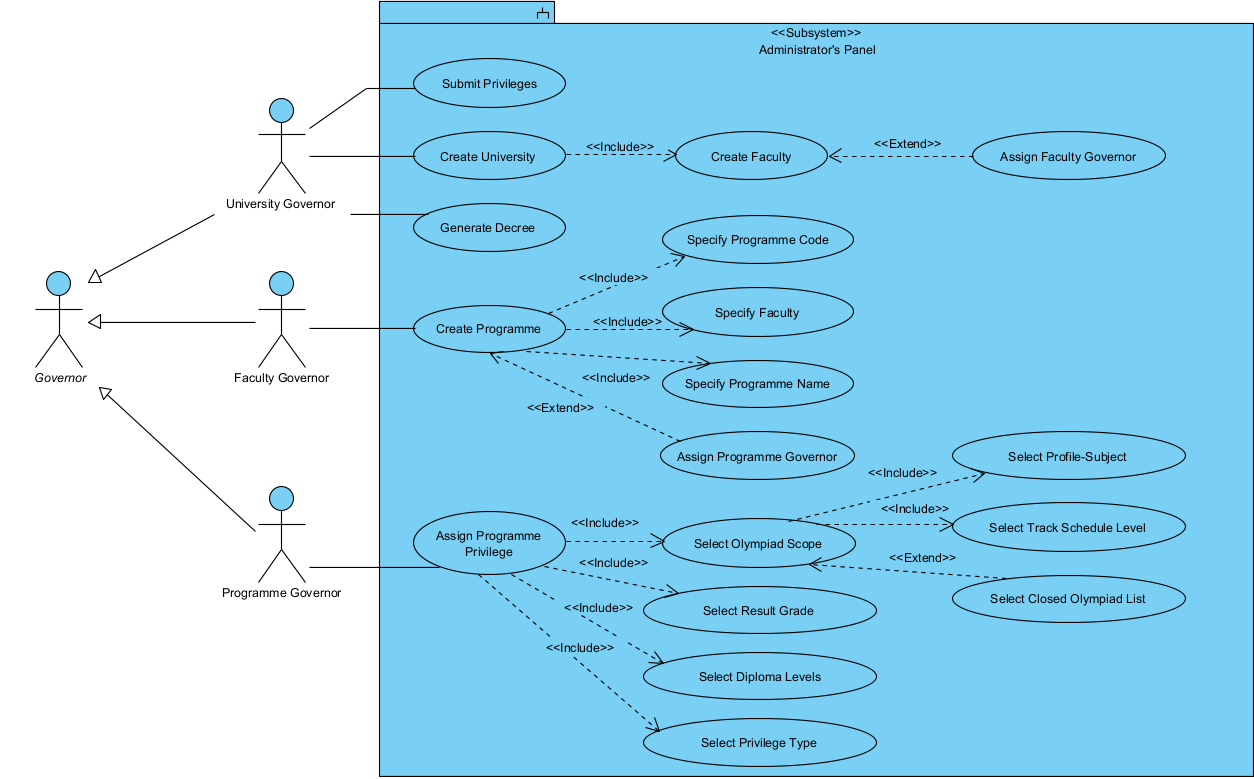 <<Subsystem>>
Administrator's Panel
Submit Privileges
Create University
<<Include>>
Create Faculty
<<Extend>>
Assign Faculty Governor
University Governor
Generate Decree
Specify Programme Code
<<Include>>
Specify Faculty
<<Include>>
Create Programme
Governor
Faculty Governor
<<Include>>
Specify Programme Name
<<Extend>>
Assign Programme Governor
Select Profile-Subject
<<Include>>
<<Include>>
Select Track Schedule Level
Assign Programme
Privilege
<<Include>>
Select Olympiad Scope
<<Extend>>
<<Include>>
Programme Governor
Select Closed Olympiad List
Select Result Grade
<<Include>>
<<Include>>
Select Diploma Levels
Select Privilege Type